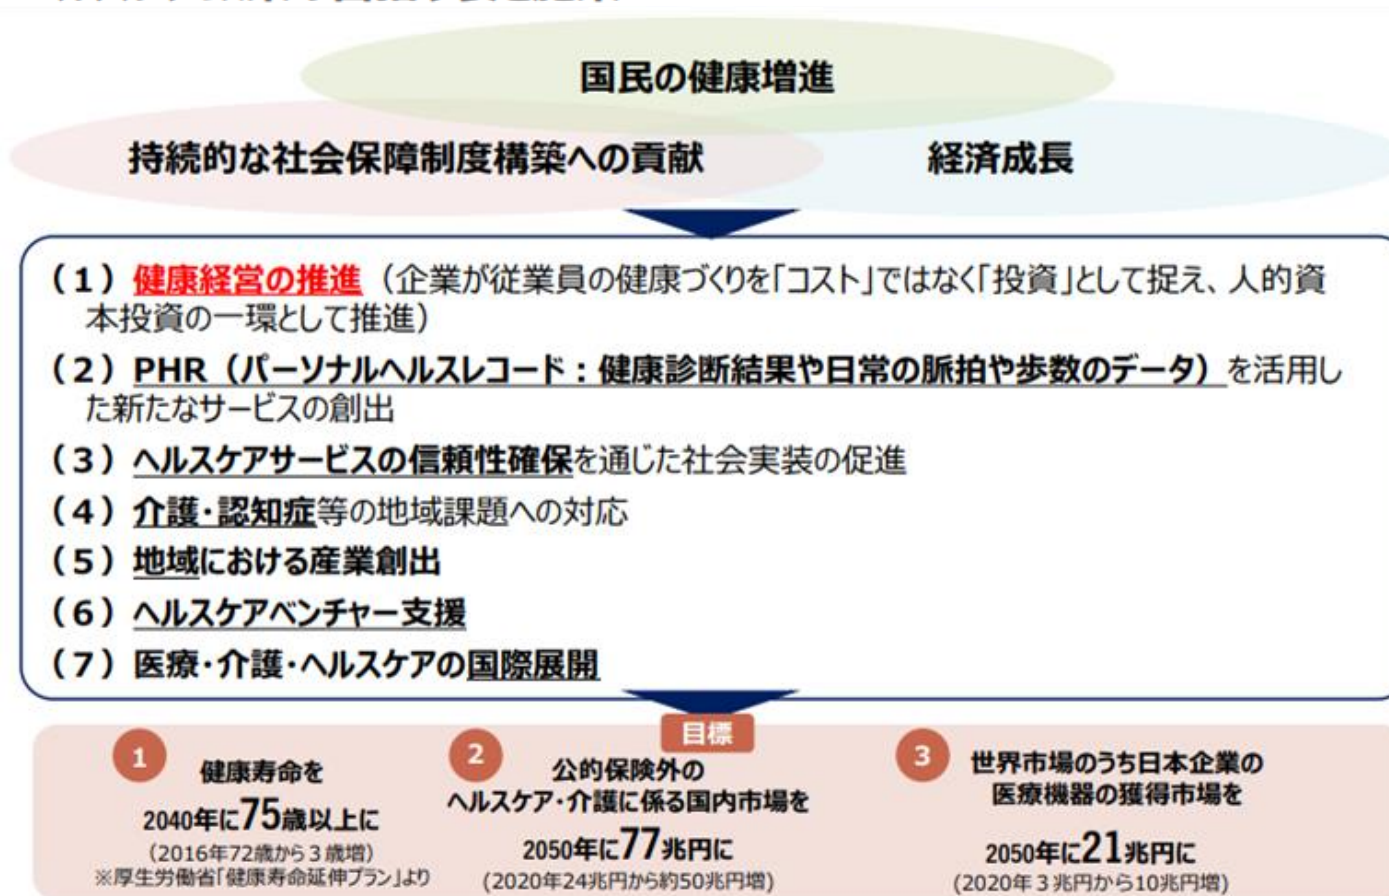 国民の健康増進
持続的な社会保障制度構築への貢献
経済成長
（１）健康経営の推進（企業が従業員の健康づくりを「コスト」ではなく「投資」として捉え、人的資
本投資の一環として推進）
（２）PHR（パーソナルヘルスレコード：健康診断結果や日常の脈拍や歩数のデータ）を活用し
た新たなサービスの創出
（３）ヘルスケアサービスの信頼性確保を通じた社会実装の促進
（４）介護・認知症等の地域課題への対応
（５）地域における産業創出
（６）ヘルスケアベンチャー支援
（７）医療・介護・ヘルスケアの国際展開
目標
1
健康寿命を
2040年に75歳以上に
（2016年72歳から３歳増）
※厚生労働省「健康寿命延伸プラン」より
2
公的保険外の
ヘルスケア・介護に係る国内市場を
2050年に77兆円に
（2020年24兆円から約50兆円増）
3
世界市場のうち日本企業の
医療機器の獲得市場を
2050年に21兆円に
（2020年３兆円から10兆円増）